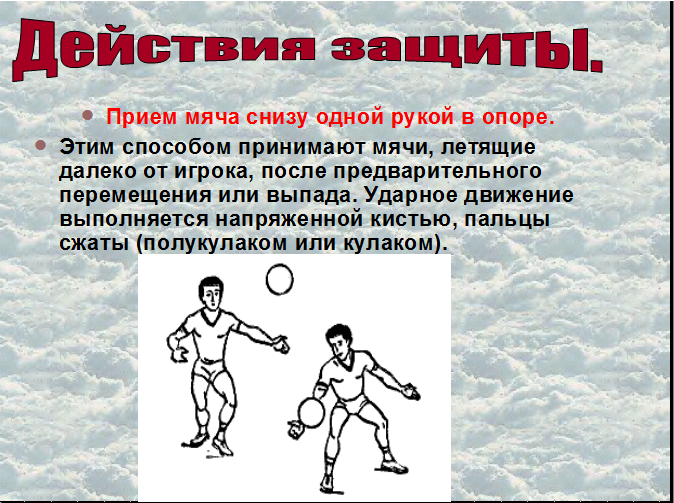 Действия защиты.
Прием мяча снизу одной рукой в опоре.
Этим способом принимают мячи, летящие
далеко от игрока, после предварительного
перемещения или выпада. Ударное движение
выполняется напряженной кистью, пальцы
сжаты (полукулаком или кулаком).